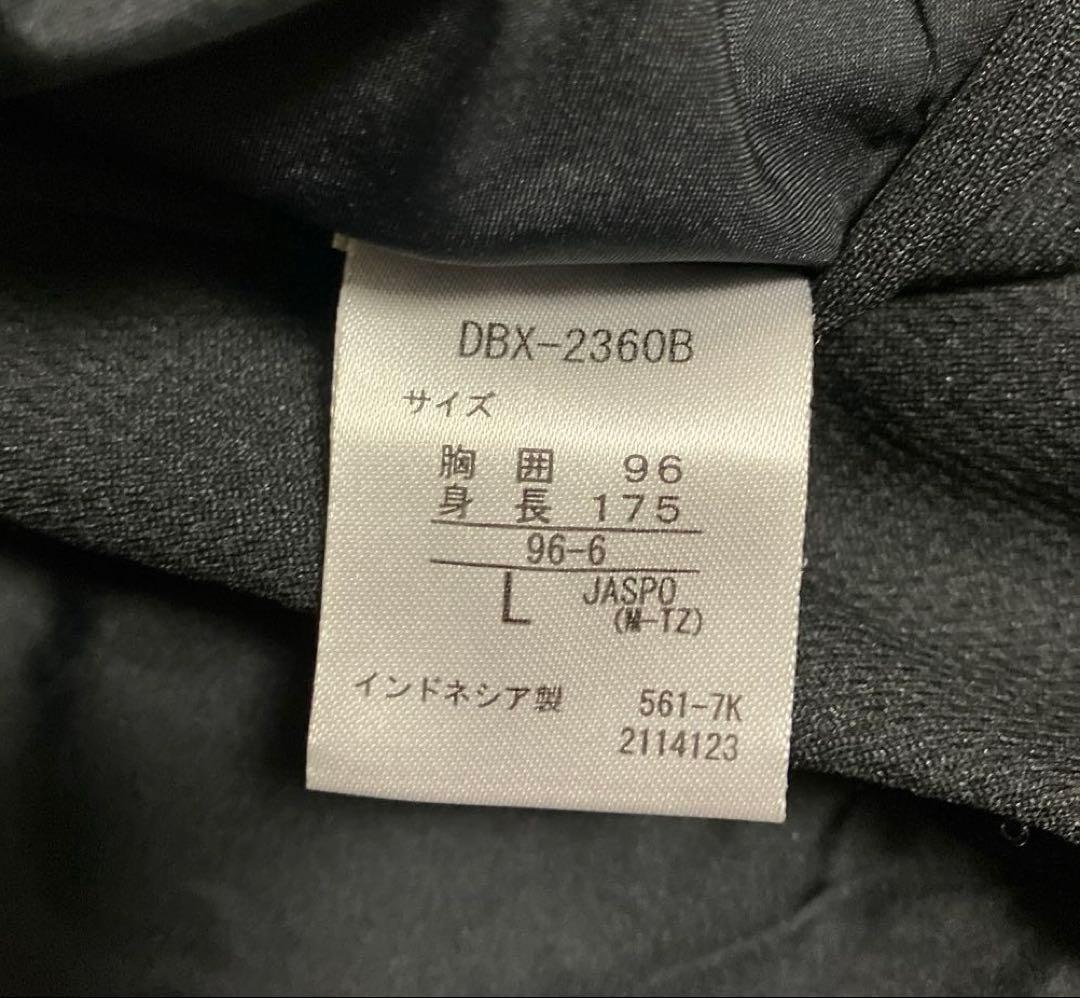 DBX-2360B
サイズ
胸 囲 96
身 長 175
96-6
L JASPO
(M-TZ)
インドネシア製 561-7K
2114123